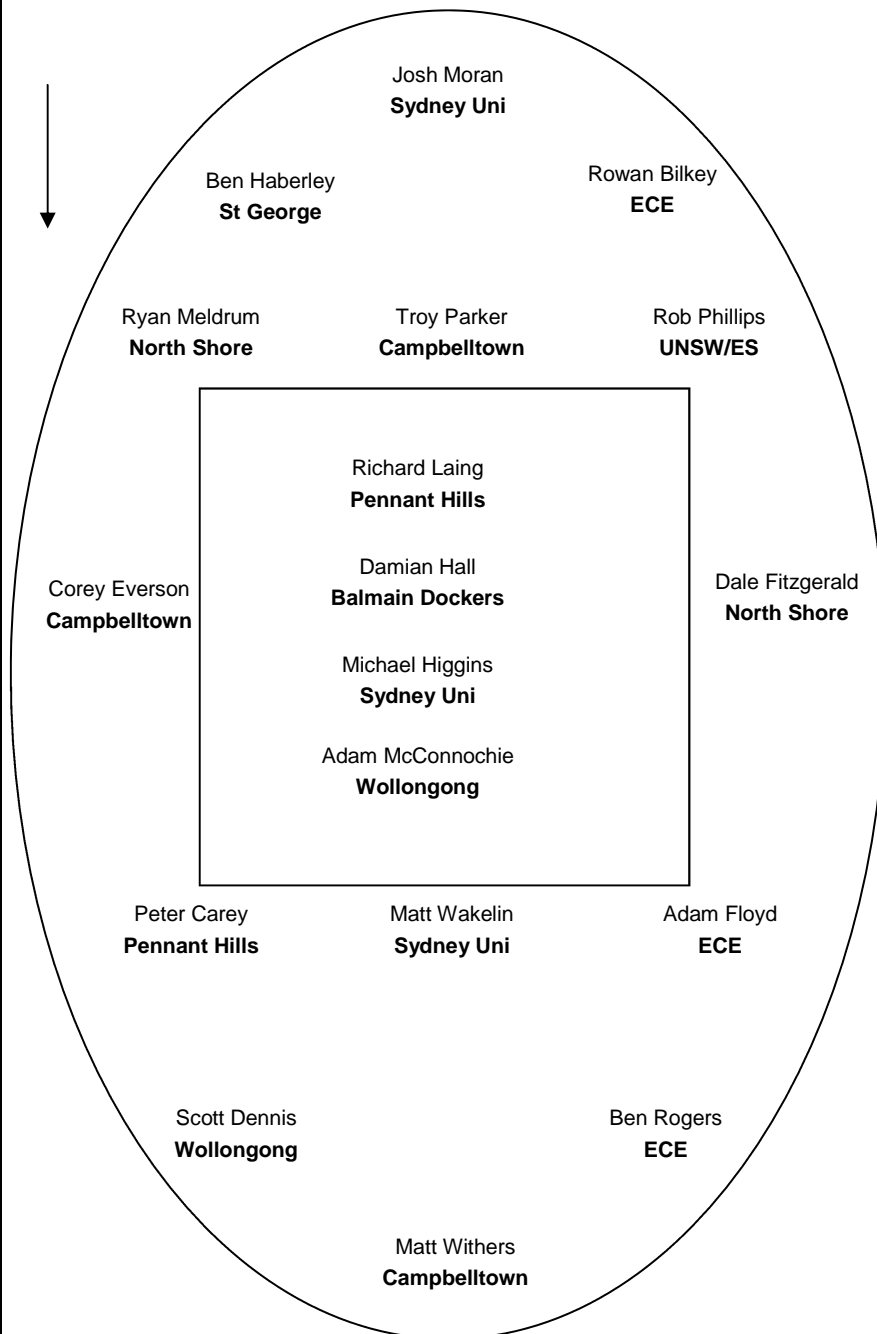 Josh Moran
Sydney Uni
Ben Haberley
St George
Rowan Bilkey
ECE
Ryan Meldrum
North Shore
Troy Parker
Campbelltown
Rob Phillips
UNSW/ES
Richard Laing
Pennant Hills
Corey Everson
Campbelltown
Damian Hall
Balmain Dockers
Dale Fitzgerald
North Shore
Michael Higgins
Sydney Uni
Adam McConnochie
Wollongong
Peter Carey
Pennant Hills
Matt Wakelin
Sydney Uni
Adam Floyd
ECE
Scott Dennis
Wollongong
Ben Rogers
ECE
Matt Withers
Campbelltown